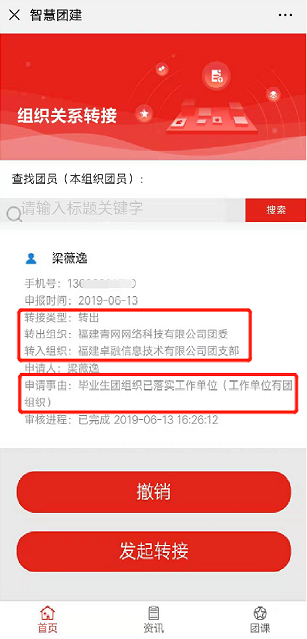 智慧团建
组织关系转接
查找团员（本组织团员）：
请输入标题关键字
搜索
梁薇逸
手机号：13
申报时间：2019-06-13
转接类型：转出
转出组织：福建青网网络科技有限公司团委
转入组织：福建卓融信息技术有限公司团支部
申请人：梁薇逸
申请事由：毕业生团组织已落实工作单位（工作单位有团
组织）
审核进程：已完成 2019-06-13 16:26:12
撤销
发起转接
首页
资讯
团课